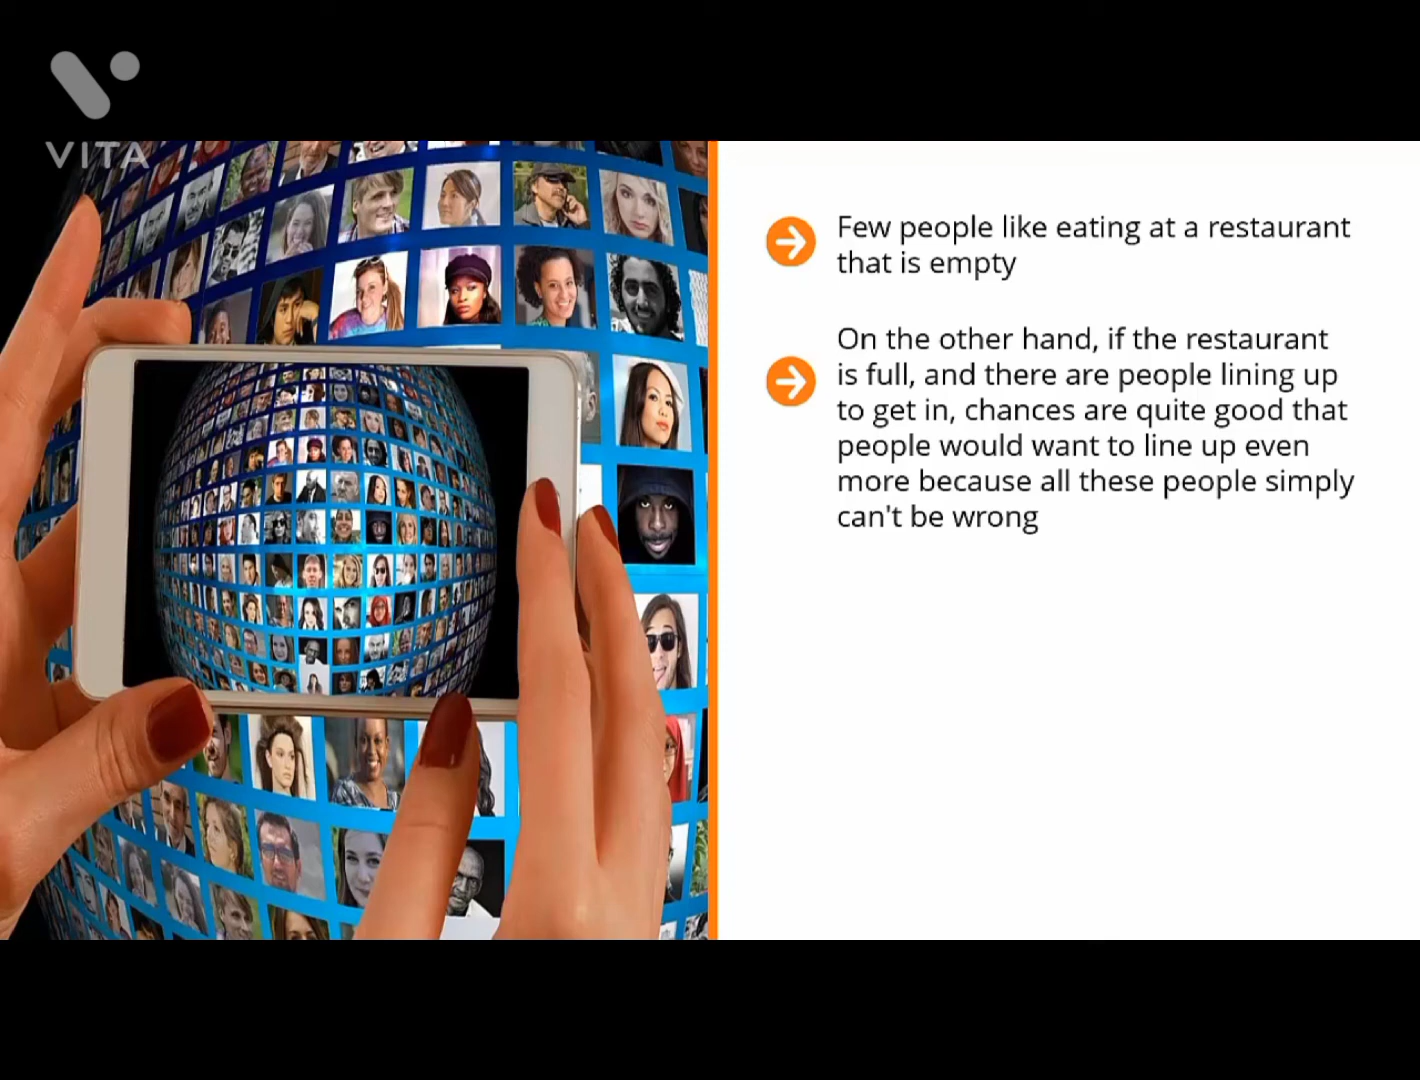 VITA
Few people like eating at a restaurant
that is empty
On the other hand, if the restaurant
is full, and there are people lining up
to get in, chances are quite good that
people would want to line up even
more because all these people simply
can't be wrong